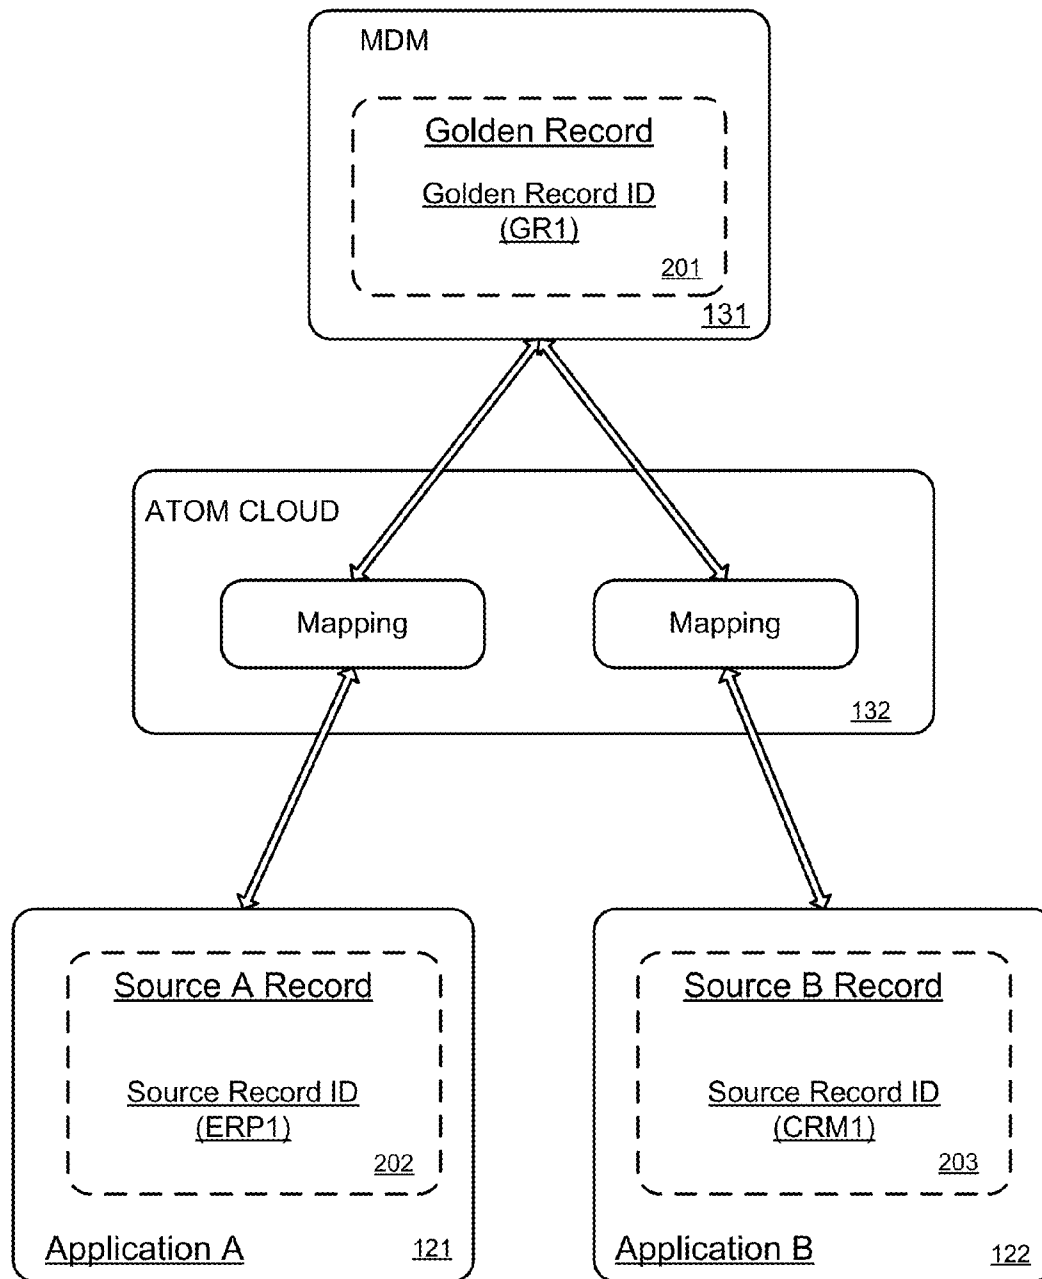 MDM
Golden Record
Golden Record ID
(GR1)
201
131
ATOM CLOUD
Mapping
Mapping
132
Source A Record
Source Record ID
(ERP1)
202
Application A
121
Source B Record
Source Record ID
(CRM1)
203
Application B
122